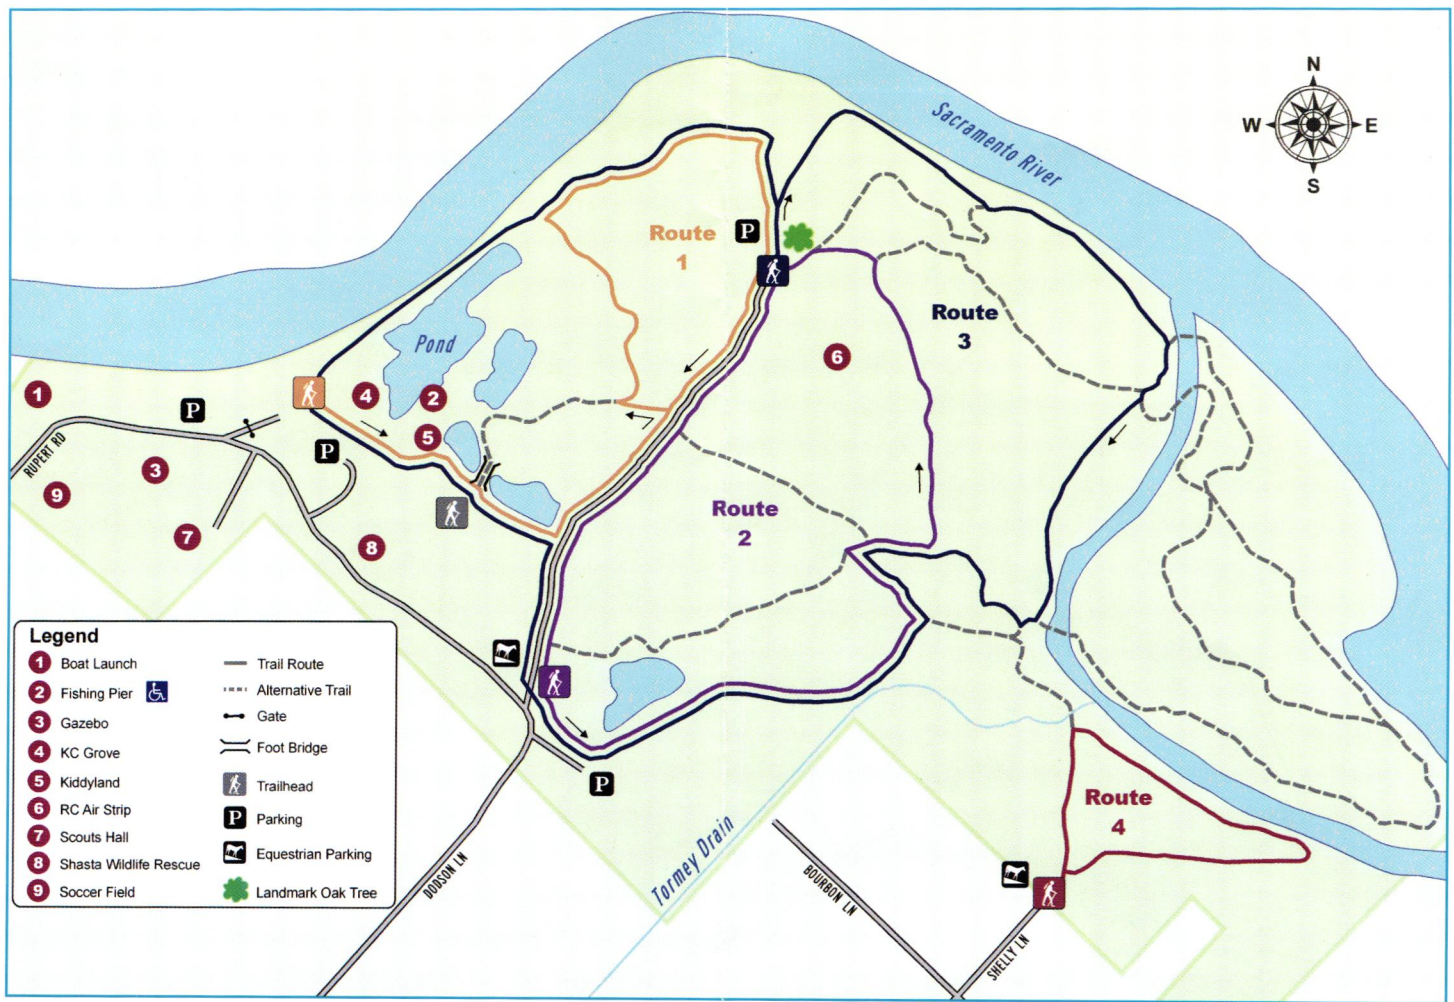 N
W E
S
Sacramento River
Route
1
P
Route
3
6
Pond
1
4
2
P
5
RUPERT RD
3
P
9
7
8
Route
2
Legend
1 Boat Launch
2 Fishing Pier
3 Gazebo
4 KC Grove
5 Kiddyland
6 RC Air Strip
7 Scouts Hall
8 Shasta Wildlife Rescue
9 Soccer Field
Trail Route
Alternative Trail
Gate
Foot Bridge
Trailhead
P Parking
Equestrian Parking
Landmark Oak Tree
P
DODSON LN
Tormey Drain
BOURBON LN
SHELLY LN
Route
4